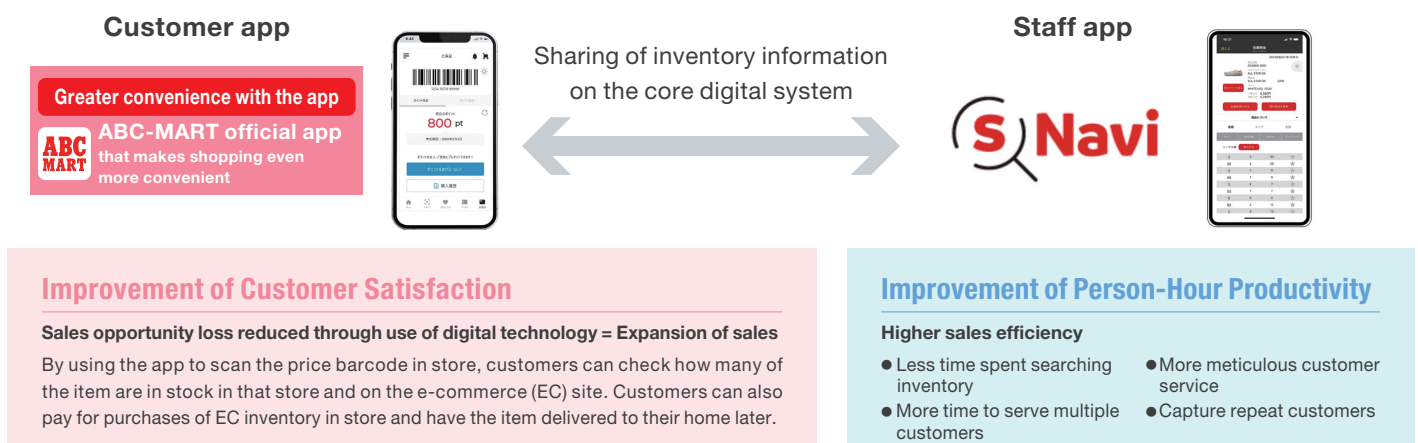 Customer app
Greater convenience with the app
ABC
MART
ABC-MART official app
that makes shopping even
more convenient
800 pt
Sharing of inventory information
on the core digital system
Staff app
S Navi
Improvement of Customer Satisfaction
Sales opportunity loss reduced through use of digital technology = Expansion of sales
By using the app to scan the price barcode in store, customers can check how many of
the item are in stock in that store and on the e-commerce (EC) site. Customers can also
pay for purchases of EC inventory in store and have the item delivered to their home later.
Improvement of Person-Hour Productivity
Higher sales efficiency
● Less time spent searching
inventory
● More time to serve multiple
customers
● More meticulous customer
service
● Capture repeat customers